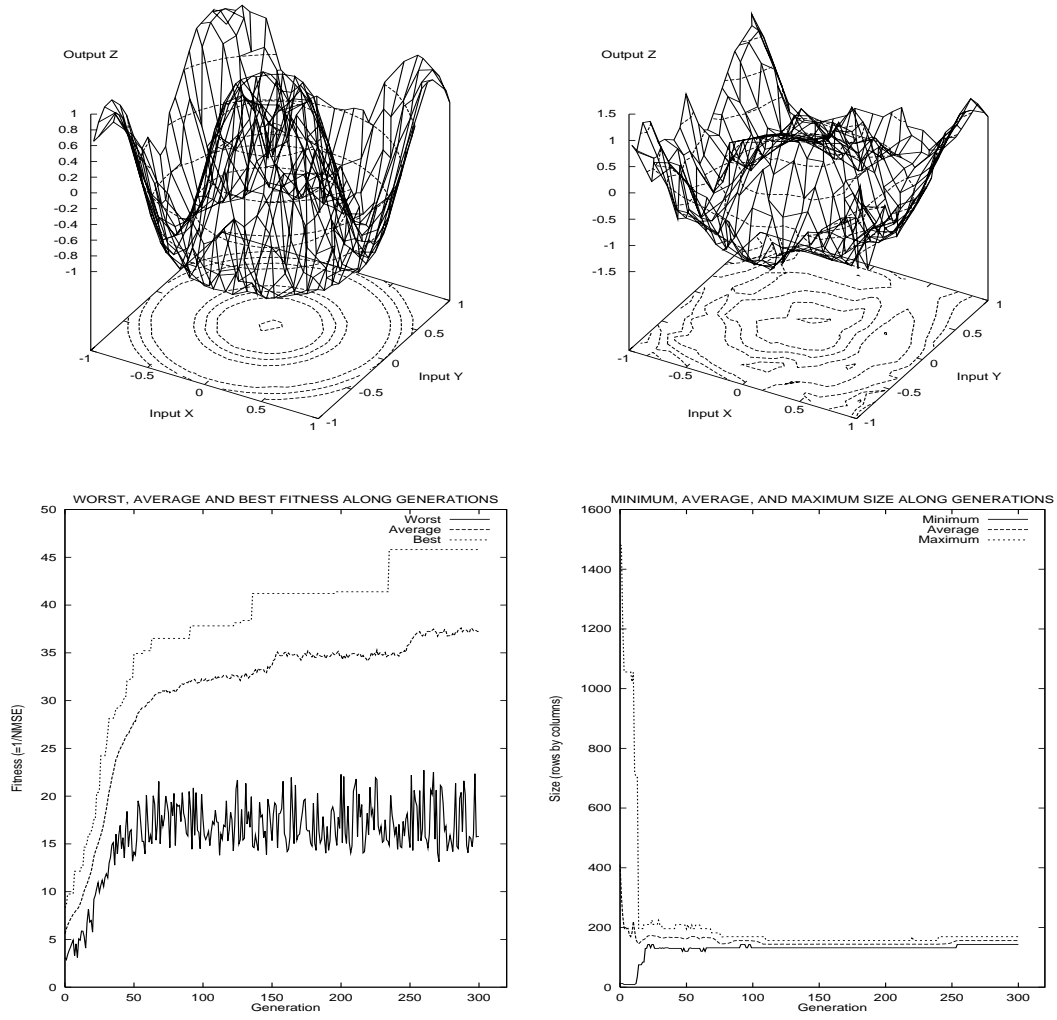 Output Z
1
0.8
0.6
0.4
0.2
0
-0.2
-0.4
-0.6
-0.8
-1
-1
-0.5
0
0.5
1
Input X
-1
-0.5
0
0.5
1
Input Y
Output Z
1.5
1
0.5
0
-0.5
-1
-1.5
-1
-0.5
0
0.5
1
Input X
-1
-0.5
0
0.5
1
Input Y
WORST, AVERAGE AND BEST FITNESS ALONG GENERATIONS
Worst
Average
Best
50
45
40
35
30
25
20
15
10
5
0
Fitness (=1/NMSE)
0 50 100 150 200 250 300
Generation
MINIMUM, AVERAGE, AND MAXIMUM SIZE ALONG GENERATIONS
Minimum
Average
Maximum
1600
1400
1200
1000
800
600
400
200
0
Size (rows by columns)
0 50 100 150 200 250 300
Generation